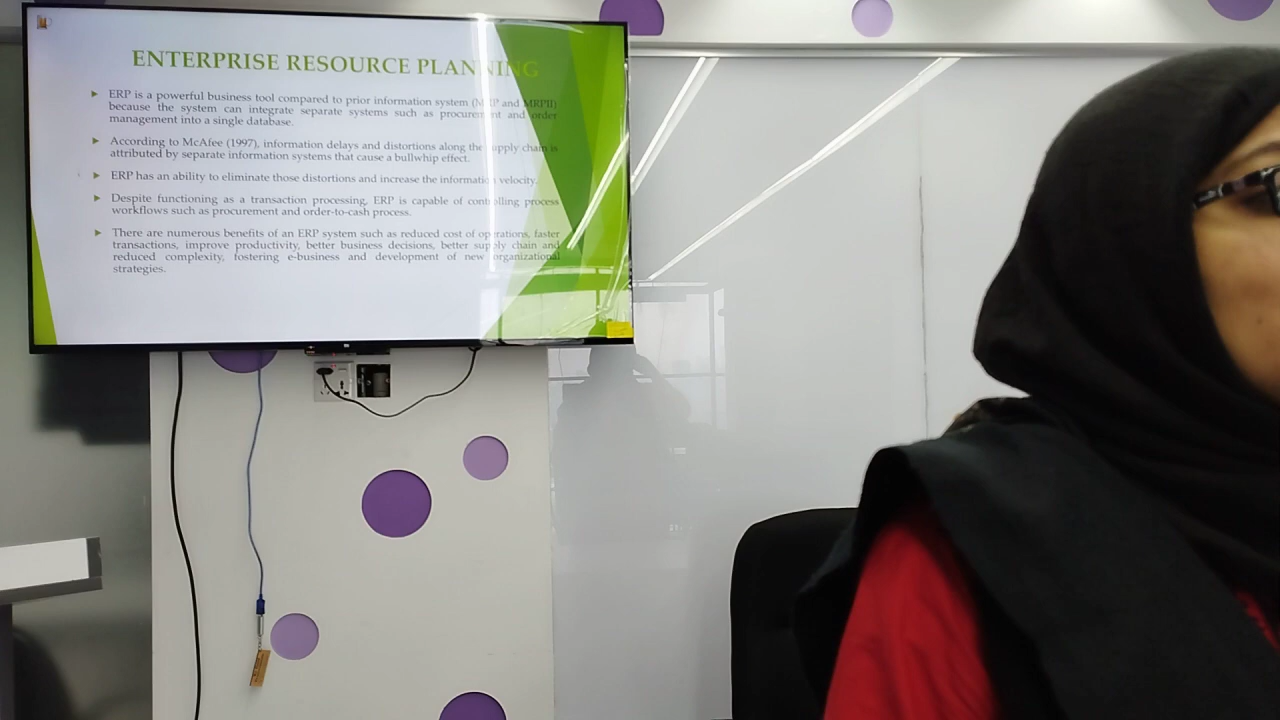 ENTERPRISE RESOURCE PLANNING
ERP is a powerful business tool compared to prior information system (MRP and MRPII)
because the system can integrate separate systems such as procurement and order
management into a single database.
According to McAfee (1997), information delays and distortions along the supply chain is
attributed by separate information systems that cause a bullwhip effect.
ERP has an ability to eliminate those distortions and increase the information velocity.
Despite functioning as a transaction processing, ERP is capable of controlling process
workflows such as procurement and order-to-cash process.
There are numerous benefits of an ERP system such as reduced cost of operations, faster
transactions, improve productivity, better business decisions, better supply chain and
reduced complexity, fostering e-business and development of new organizational
strategies.